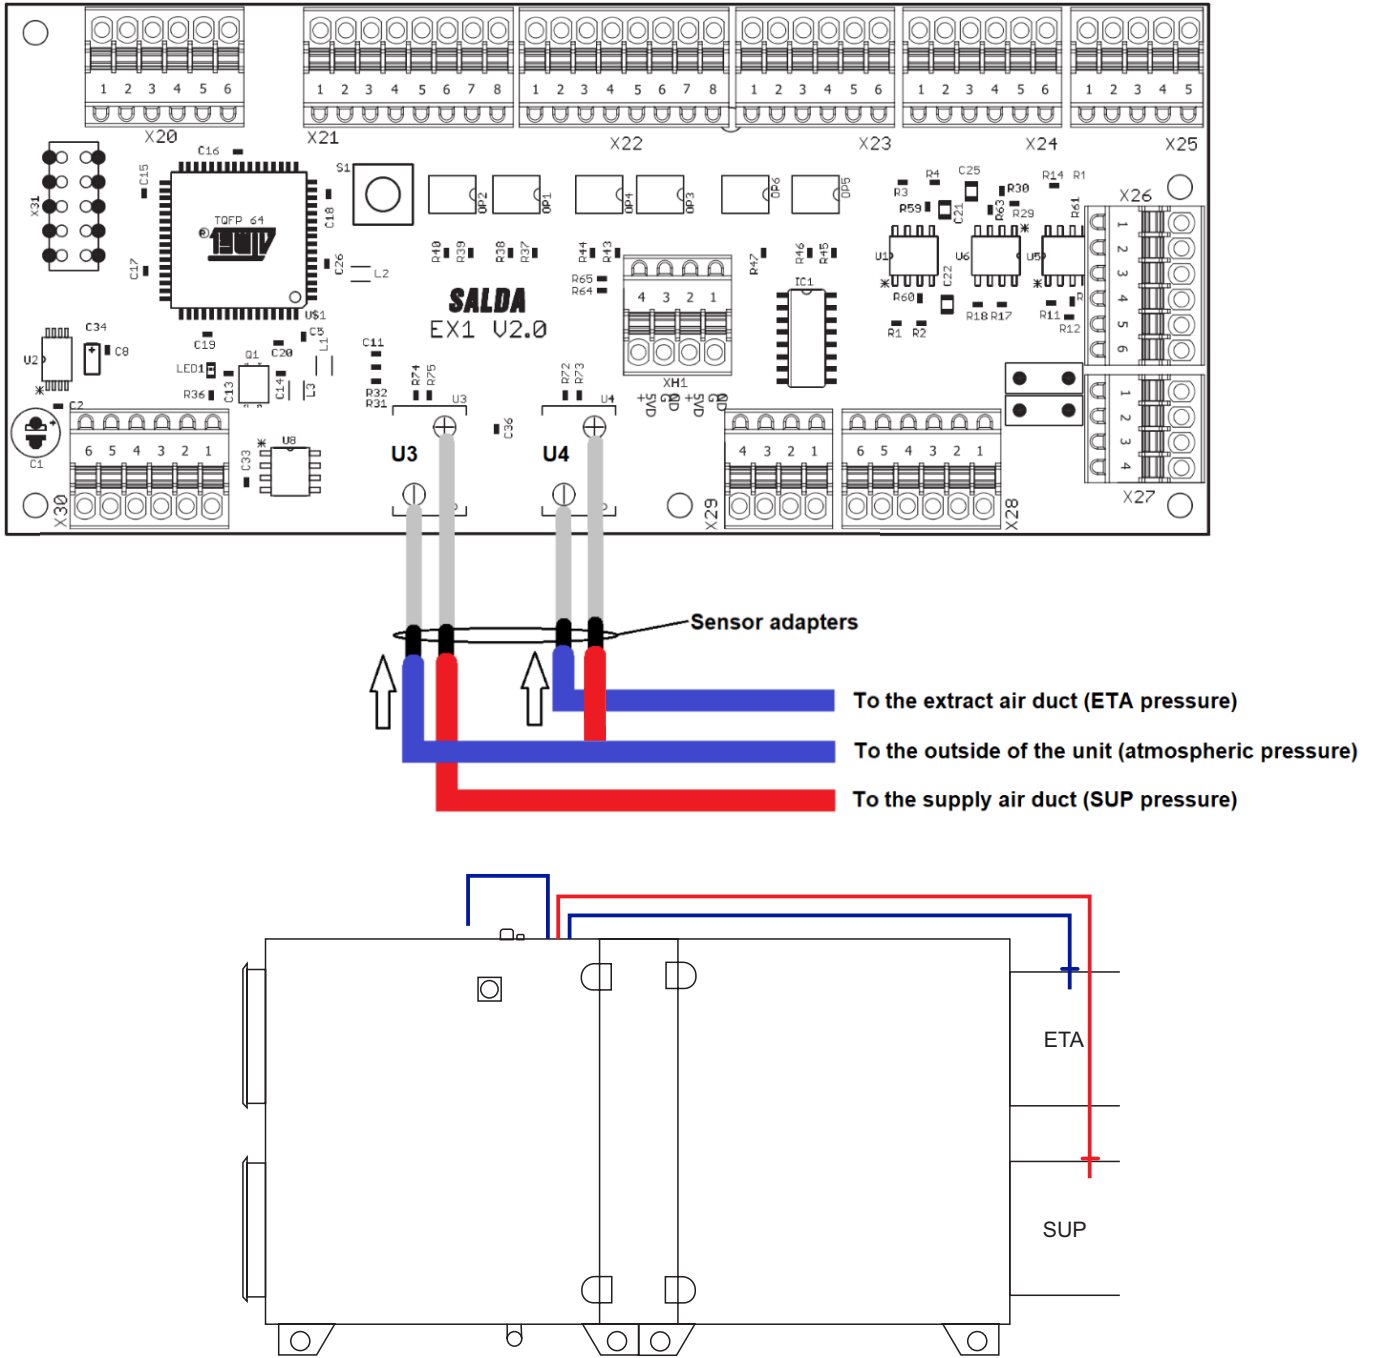 1 2 3 4 5 6
X20
1 2 3 4 5 6 7 8
X21
1 2 3 4 5 6 7 8
X22
1 2 3 4 5 6
X23
1 2 3 4 5 6
X24
1 2 3 4 5
X25
X31
C15
C16
C17
TQFP 64
C18
S1
OP2
OP1
OP4
OP3
OP6
OP5
R3
R4
C25
R30
R14
R1
R59
C21
R63
R29
R61
X26
1
2
3
4
5
6
C26
L2
R40
R39
R38
R37
R44
R43
R65
R64
R47
R46
R45
U1
U6
U5
C22
R60
R18 R17
R11
R12
R1 R2
IC1
4 3 2 1
XH1
+5VD
GND
+5VD
GND
SALDA
EX1 V2.0
U$1
C34
U2
C8
C19
C5
C20
L1
Q1
LED1
C13
C14
L3
R36
C11
R32
R31
R74
R75
U3
R72
R73
U4
C2
C1
X30
6 5 4 3 2 1
U8
C33
U3
C36
U4
X29
4 3 2 1
6 5 4 3 2 1
X28
1
2
3
4
X27
Sensor adapters
To the extract air duct (ETA pressure)
To the outside of the unit (atmospheric pressure)
To the supply air duct (SUP pressure)
ETA
SUP